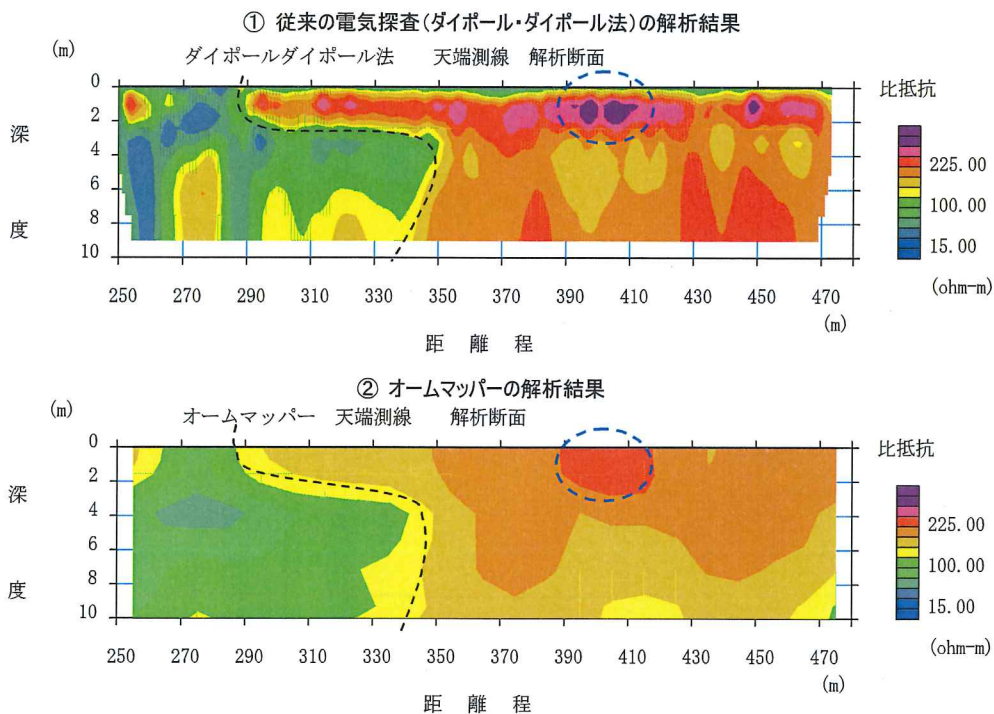 ① 従来の電気探査(ダイポール・ダイポール法)の解析結果
(m)
ダイポールダイポール法 天端測線 解析断面
比抵抗
0
2
4
6
8
10
深
度
250 270 290 310 330 350 370 390 410 430 450 470
(m)
距 離 程
225.00
100.00
15.00
(ohm-m)
② オームマッパーの解析結果
(m)
オームマッパー 天端測線 解析断面
比抵抗
0
2
4
6
8
10
深
度
250 270 290 310 330 350 370 390 410 430 450 470
(m)
距 離 程
225.00
100.00
15.00
(ohm-m)